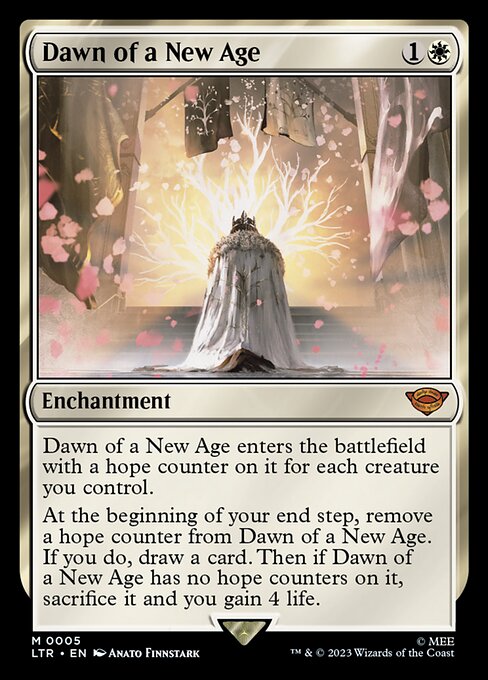 Dawn of a New Age 1
Enchantment
Dawn of a New Age enters the battlefield
with a hope counter on it for each creature
you control.
At the beginning of your end step, remove
a hope counter from Dawn of a New Age.
If you do, draw a card. Then if Dawn of
a New Age has no hope counters on it,
sacrifice it and you gain 4 life.
M 0005 © MEE
LTR • EN Anato Finnstark ™ & © 2023 Wizards of the Coast